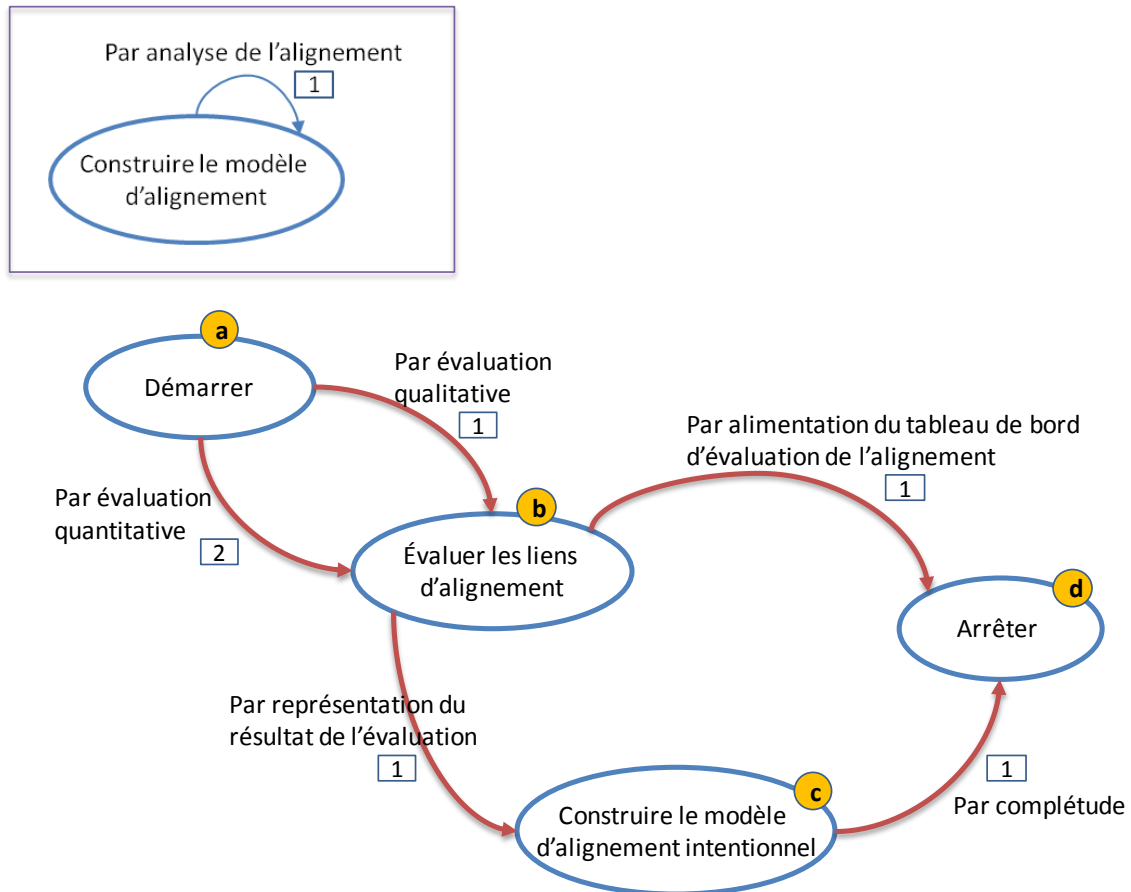 Par analyse de l'alignement
1
Construire le modèle
d'alignement
a
Démarrer
Par évaluation
qualitative
1
Par évaluation
quantitative
2
b
Évaluer les liens
d'alignement
Par alimentation du tableau de bord
d'évaluation de l'alignement
1
d
Arrêter
Par représentation du
résultat de l'évaluation
1
c
Construire le modèle
d'alignement intentionnel
1
Par complétude